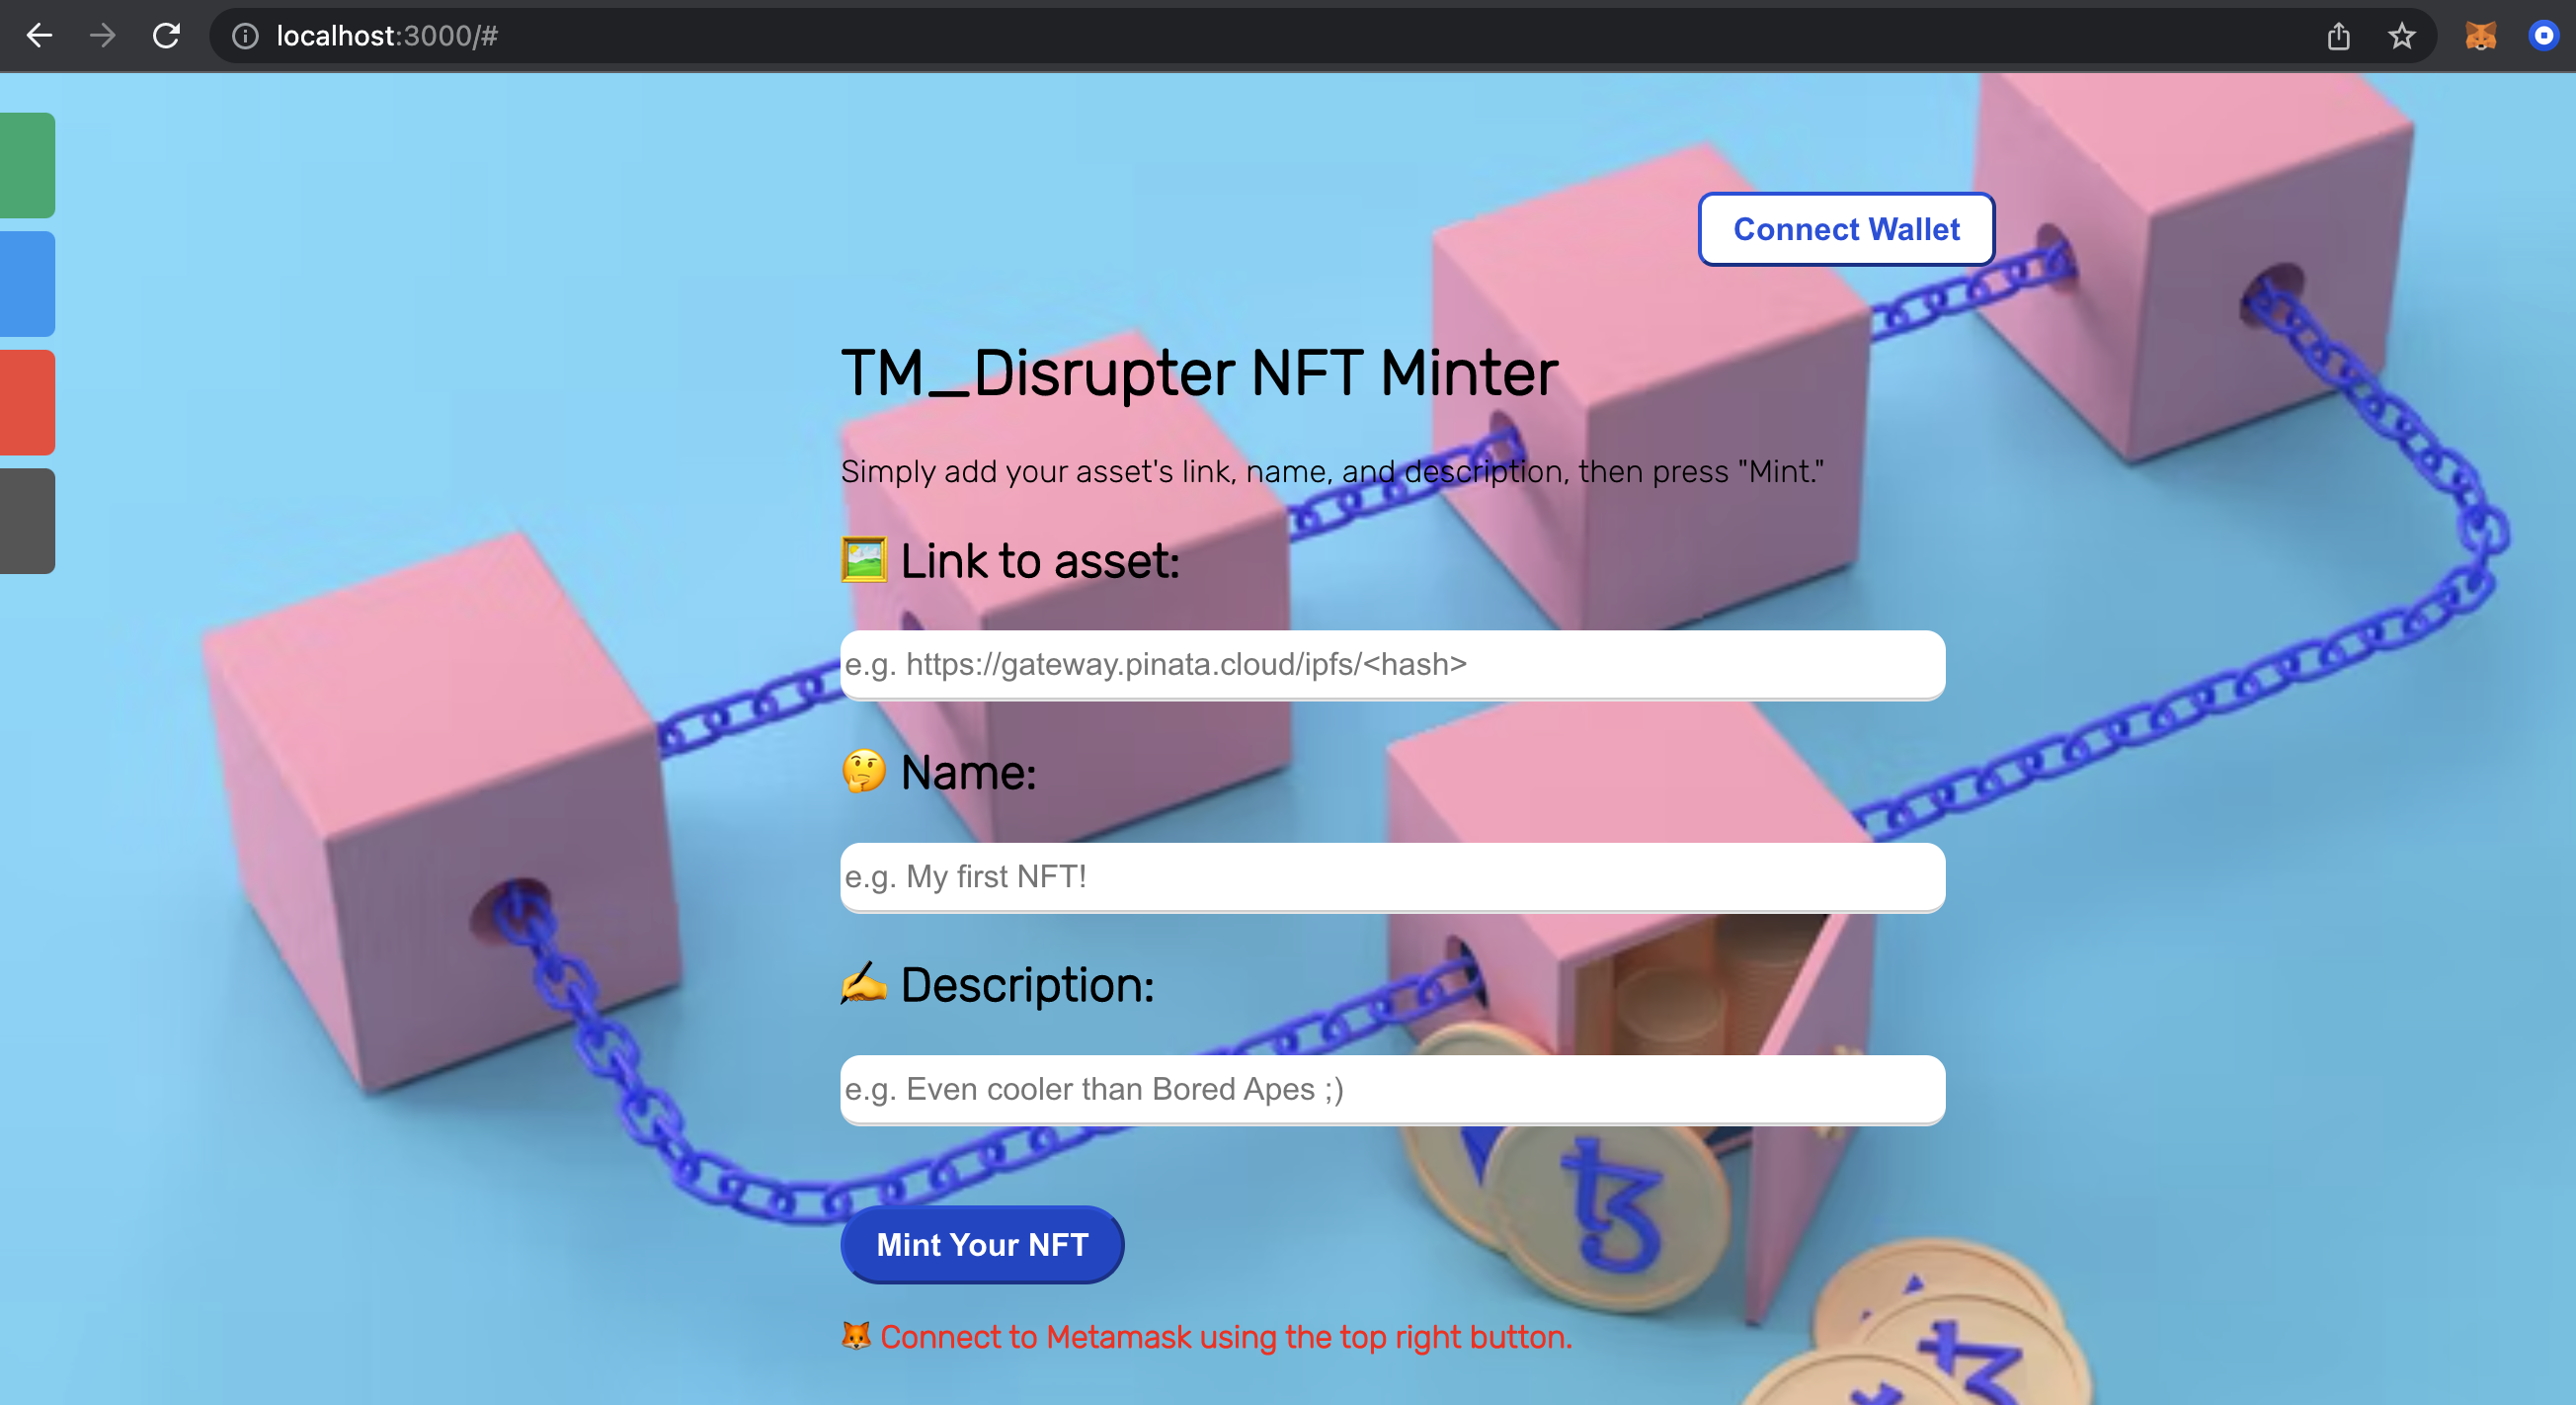 localhost:3000/#
Connect Wallet
TM_Disrupter NFT Minter
Simply add your asset's link, name, and description, then press "Mint."
🖼️ Link to asset:
e.g. https://gateway.pinata.cloud/ipfs/<hash>
🤔 Name:
e.g. My first NFT!
✍️ Description:
e.g. Even cooler than Bored Apes ;)
Mint Your NFT
🦊 Connect to Metamask using the top right button.